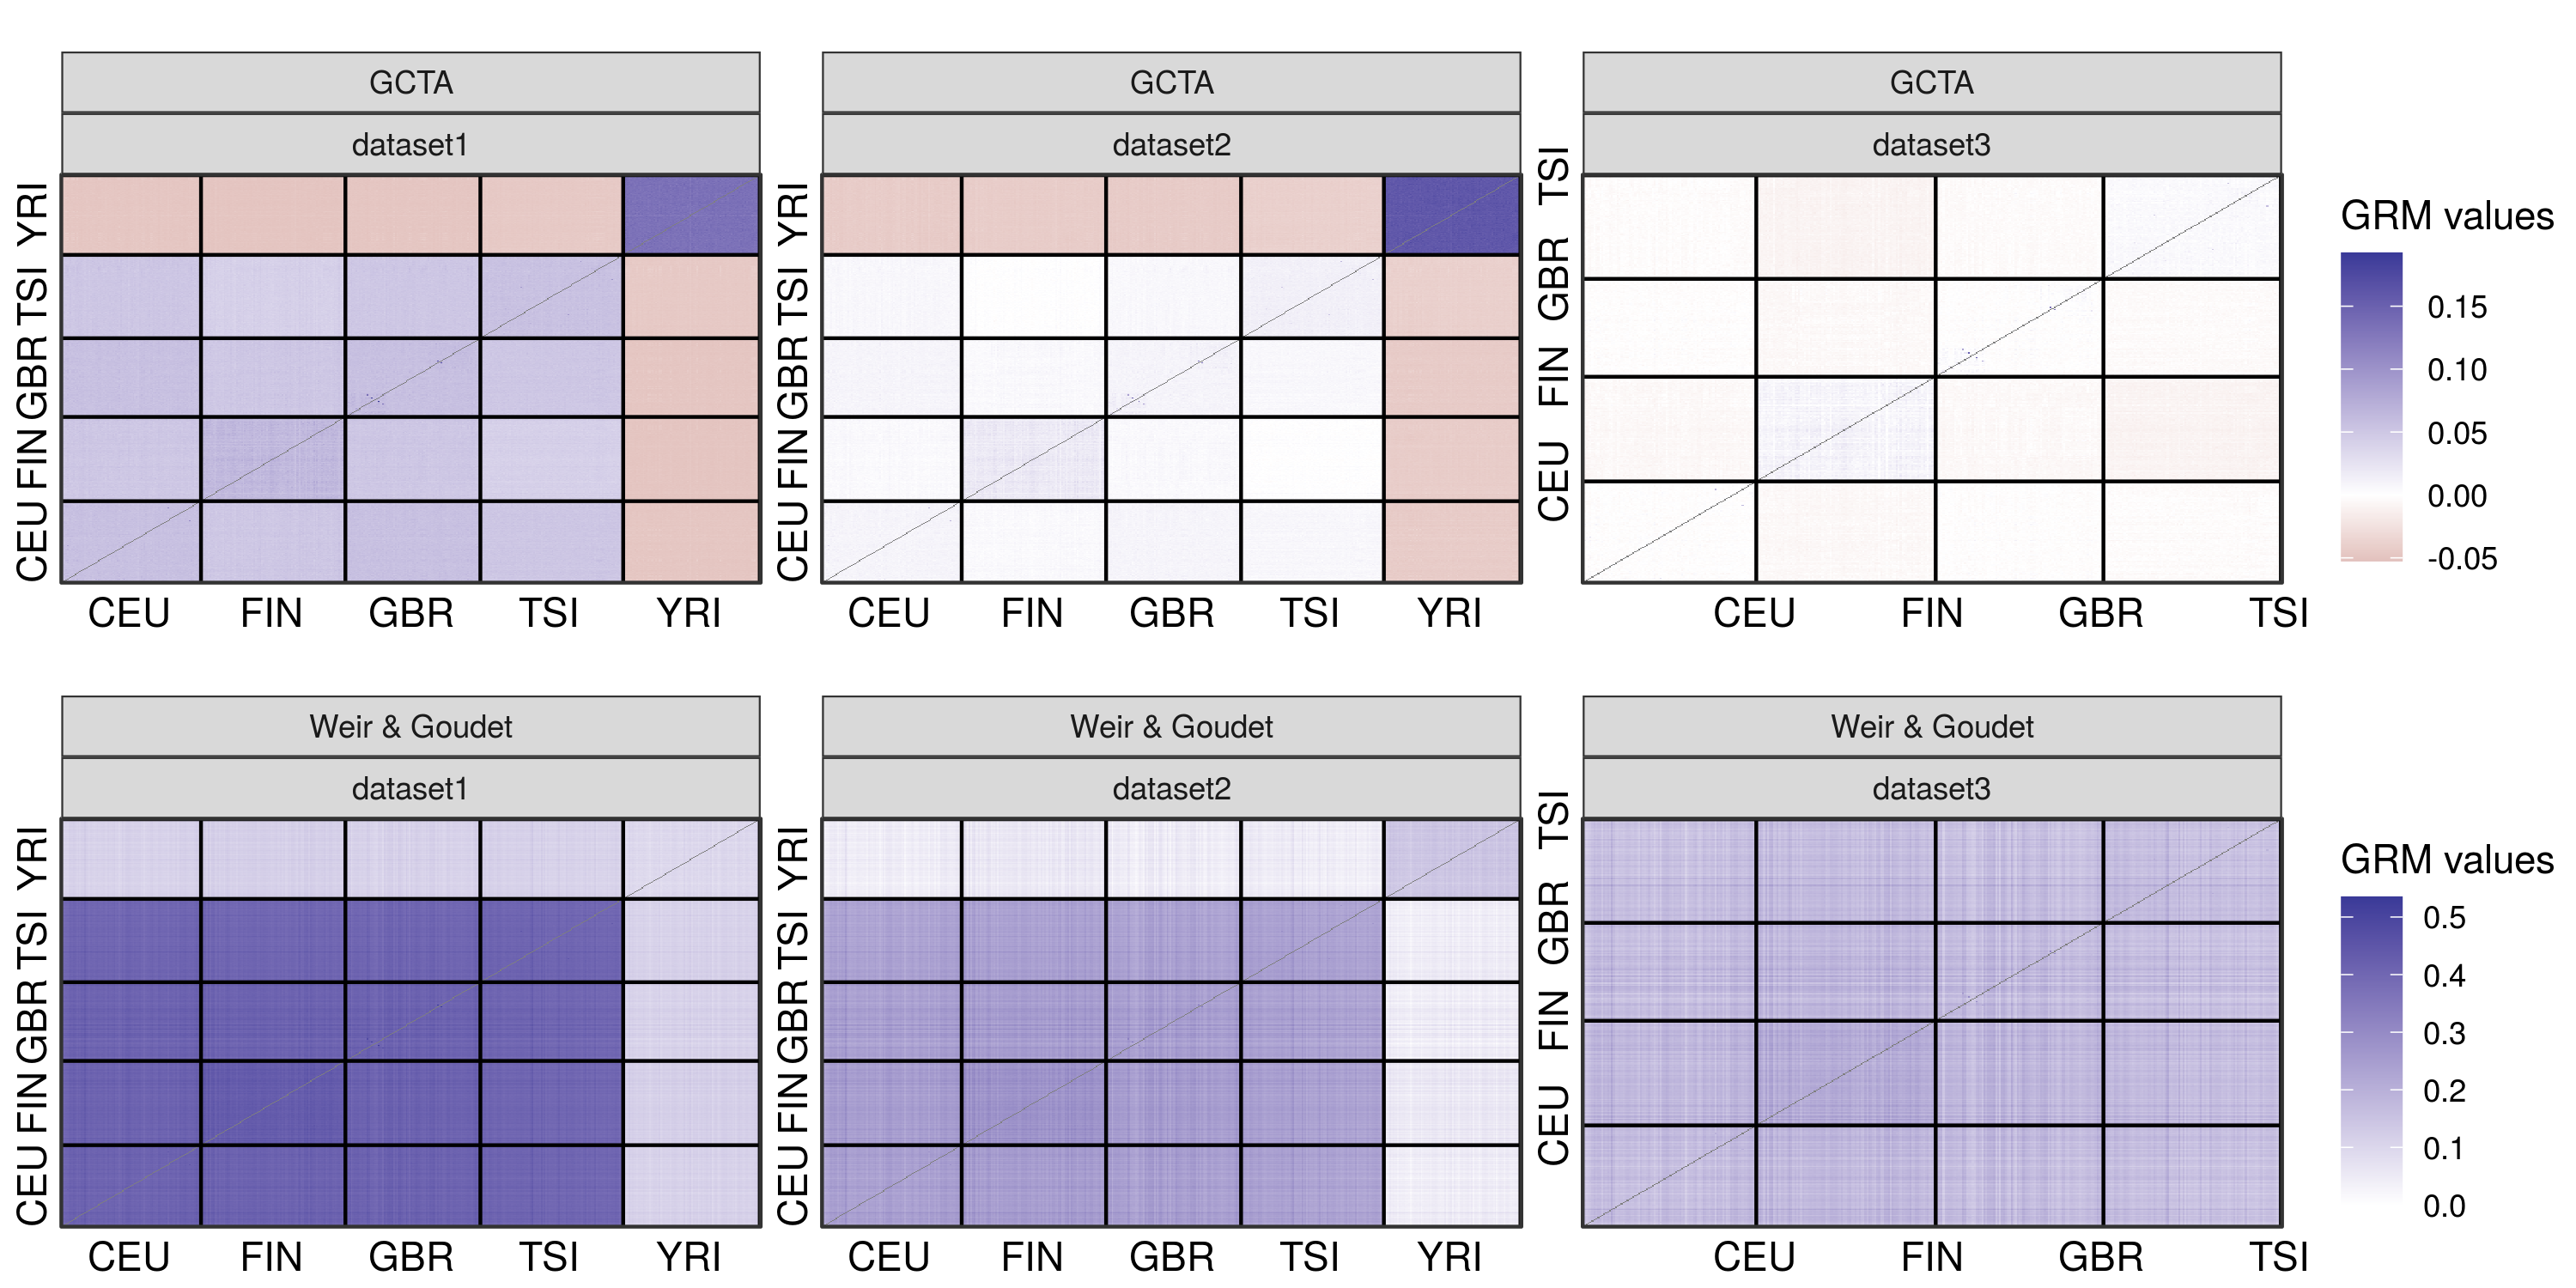 GCTA
dataset1
YRI
TSI
GBR
FIN
CEU
CEU FIN GBR TSI YRI
GCTA
dataset2
YRI
TSI
GBR
FIN
CEU
CEU FIN GBR TSI YRI
GCTA
dataset3
TSI
GBR
FIN
CEU
CEU FIN GBR TSI
GRM values
0.15
0.10
0.05
0.00
-0.05
Weir & Goudet
dataset1
YRI
TSI
GBR
FIN
CEU
CEU FIN GBR TSI YRI
Weir & Goudet
dataset2
YRI
TSI
GBR
FIN
CEU
CEU FIN GBR TSI YRI
Weir & Goudet
dataset3
TSI
GBR
FIN
CEU
CEU FIN GBR TSI
GRM values
0.5
0.4
0.3
0.2
0.1
0.0